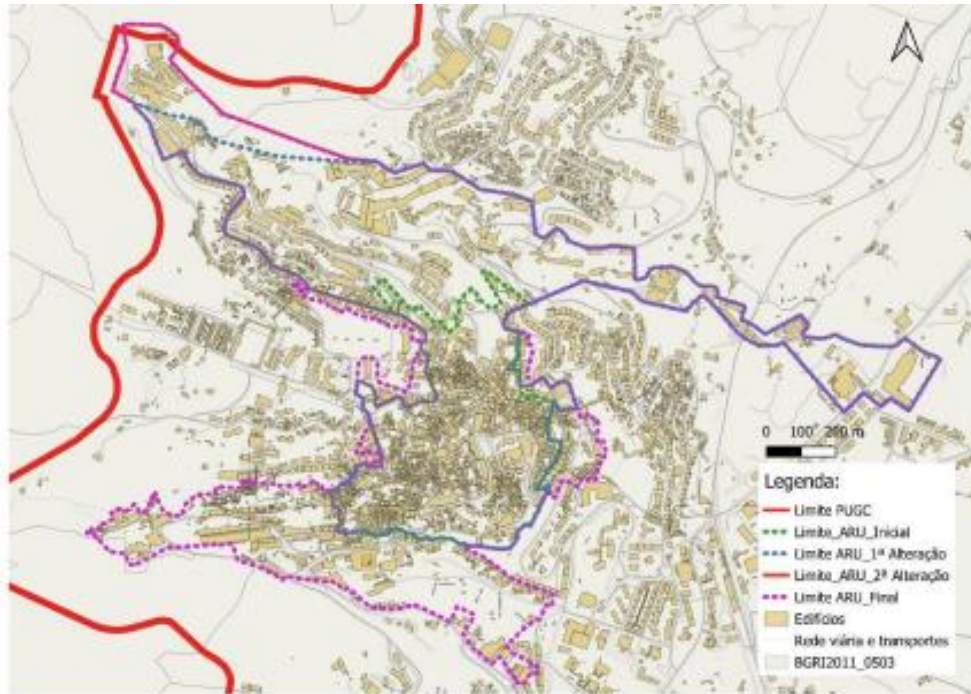 0 100 200 m
Legenda:
Limite PUGC
Limite_ARU_Inicial
Limite ARU_1ª Alteração
Limite_ARU_2ª Alteração
Limite ARU_Final
Edifícios
Rede viária e transportes
BGRI2011_0503